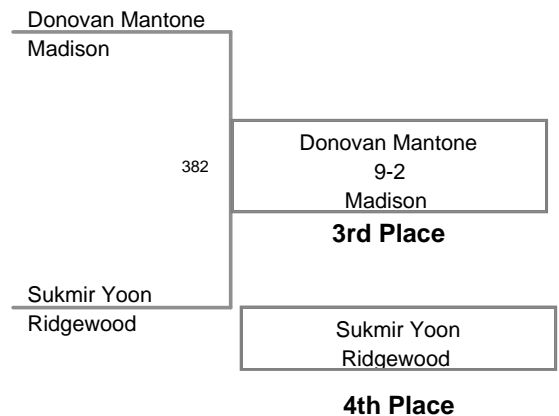 Donovan Mantone
Madison
382
Donovan Mantone
9-2
Madison
3rd Place
Sukmir Yoon
Ridgewood
Sukmir Yoon
Ridgewood
4th Place